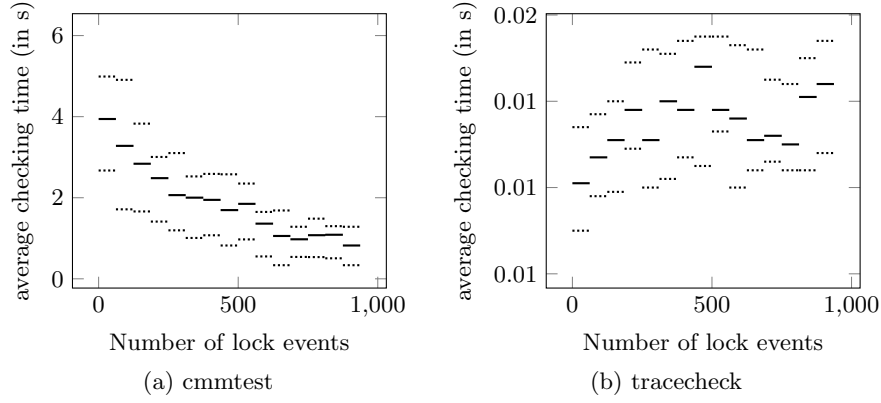 average checking time (in s)
6
4
2
0
0
500
1,000
Number of lock events
(a) cmmtest
average checking time (in s)
0.02
0.01
0.01
0.01
0
500
1,000
Number of lock events
(b) tracecheck